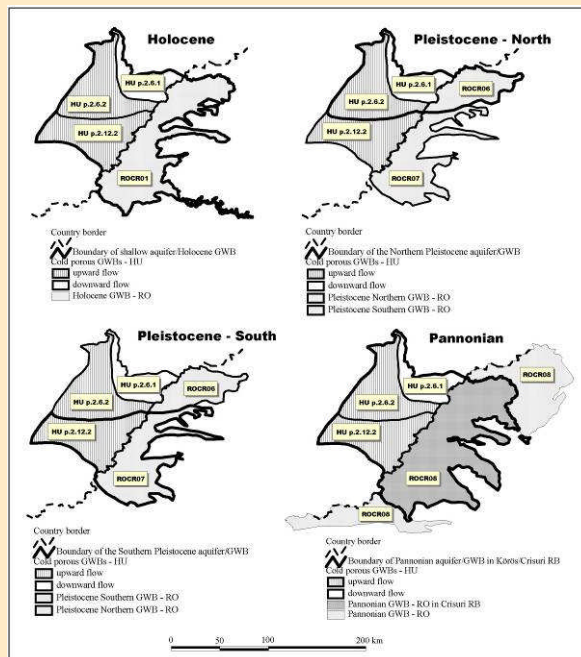 Holocene
HU p.2.6.1
HU p.2.6.2
HU p.2.12.2
ROCR01
Country border
Boundary of shallow aquifer/Holocene GWB
Cold porous GWBs - HU
upward flow
downward flow
Holocene GWB - RO
Pleistocene - North
HU p.2.6.1
ROCR06
HU p.2.6.2
HU p.2.12.2
ROCR07
Country border
Boundary of the Northern Pleistocene aquifer/GWB
Cold porous GWBs - HU
upward flow
downward flow
Pleistocene Northern GWB - RO
Pleistocene Southern GWB - RO
Pleistocene - South
HU p.2.6.1
ROCR06
HU p.2.6.2
HU p.2.12.2
ROCR07
Country border
Boundary of the Southern Pleistocene aquifer/GWB
Cold porous GWBs - HU
upward flow
downward flow
Pleistocene Southern GWB - RO
Pleistocene Northern GWB - RO
Pannonian
ROCR08
HU p.2.6.1
HU p.2.6.2
HU p.2.12.2
ROCR08
ROCR08
Country border
Boundary of Pannonian aquifer/GWB in Körös/Crisuri RB
Cold porous GWBs - HU
upward flow
downward flow
Pannonian GWB - RO in Crisuri RB
Pannonian GWB - RO
0 50 100 200 km